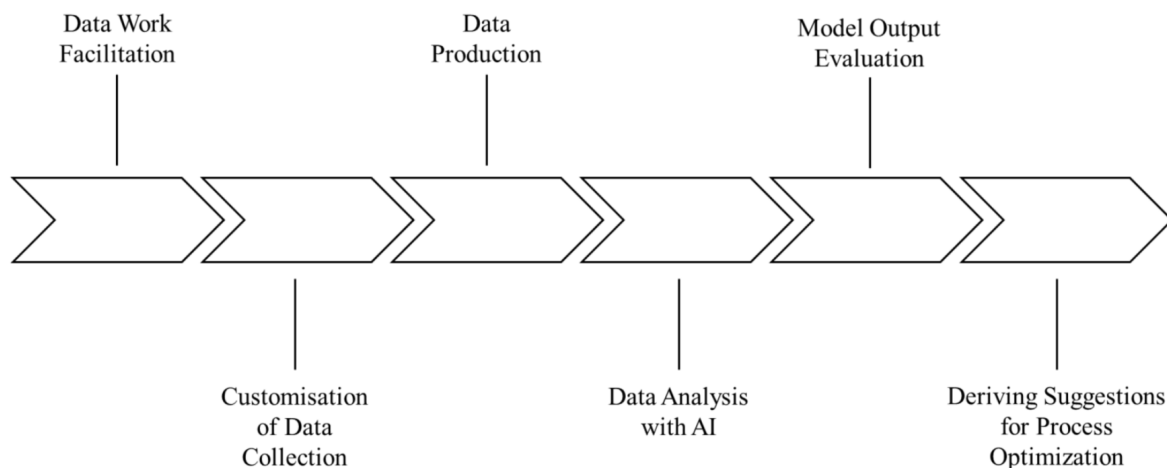 Data Work
Facilitation
Customisation
of Data
Collection
Data
Production
Data Analysis
with AI
Model Output
Evaluation
Deriving Suggestions
for Process
Optimization